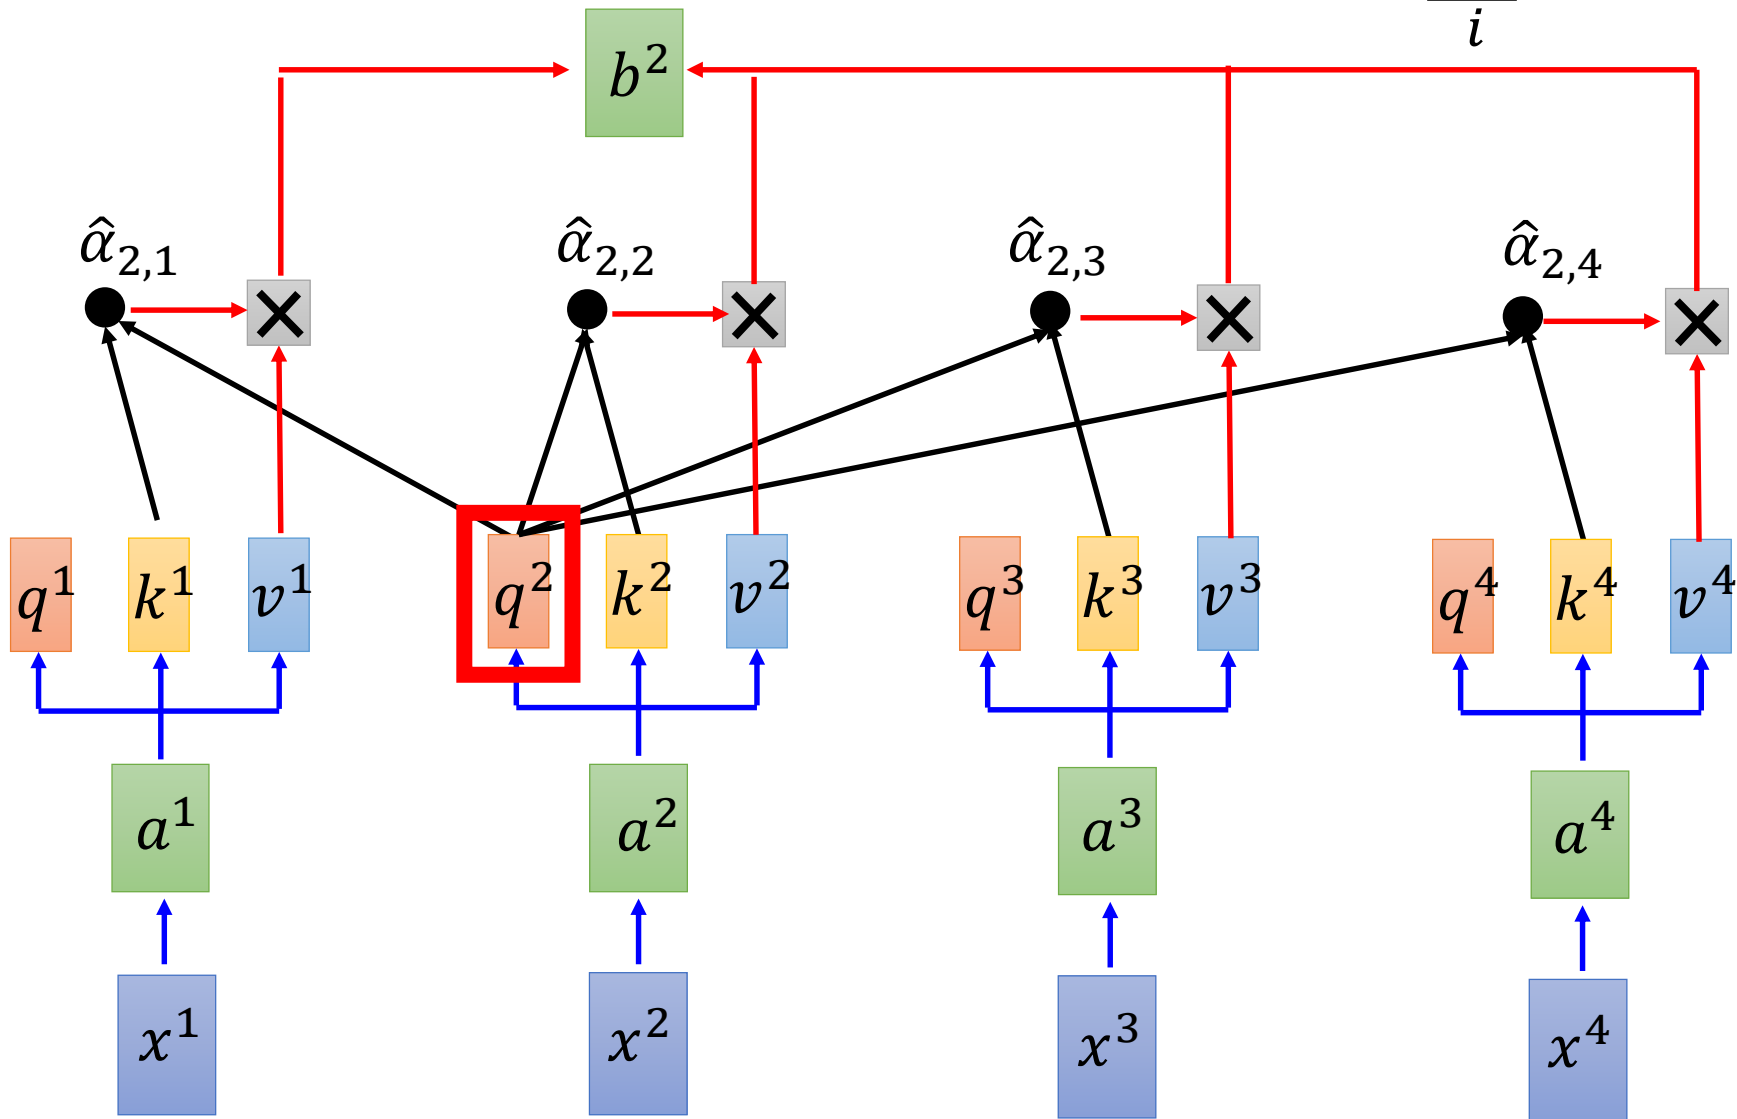 i
b²
α̂₂,₁ α̂₂,₂ α̂₂,₃ α̂₂,₄
q¹ k¹ v¹ q² k² v² q³ k³ v³ q⁴ k⁴ v⁴
a¹ a² a³ a⁴
x¹ x² x³ x⁴